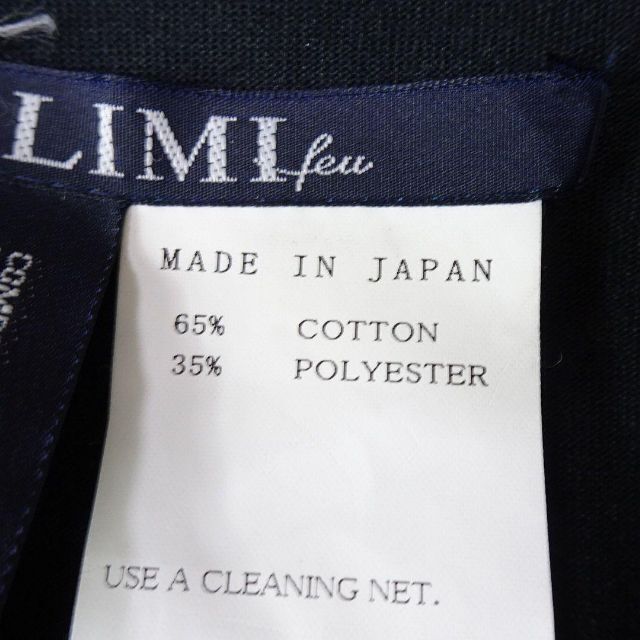 LIMI feu
MADE IN JAPAN
65% COTTON
35% POLYESTER
USE A CLEANING NET.